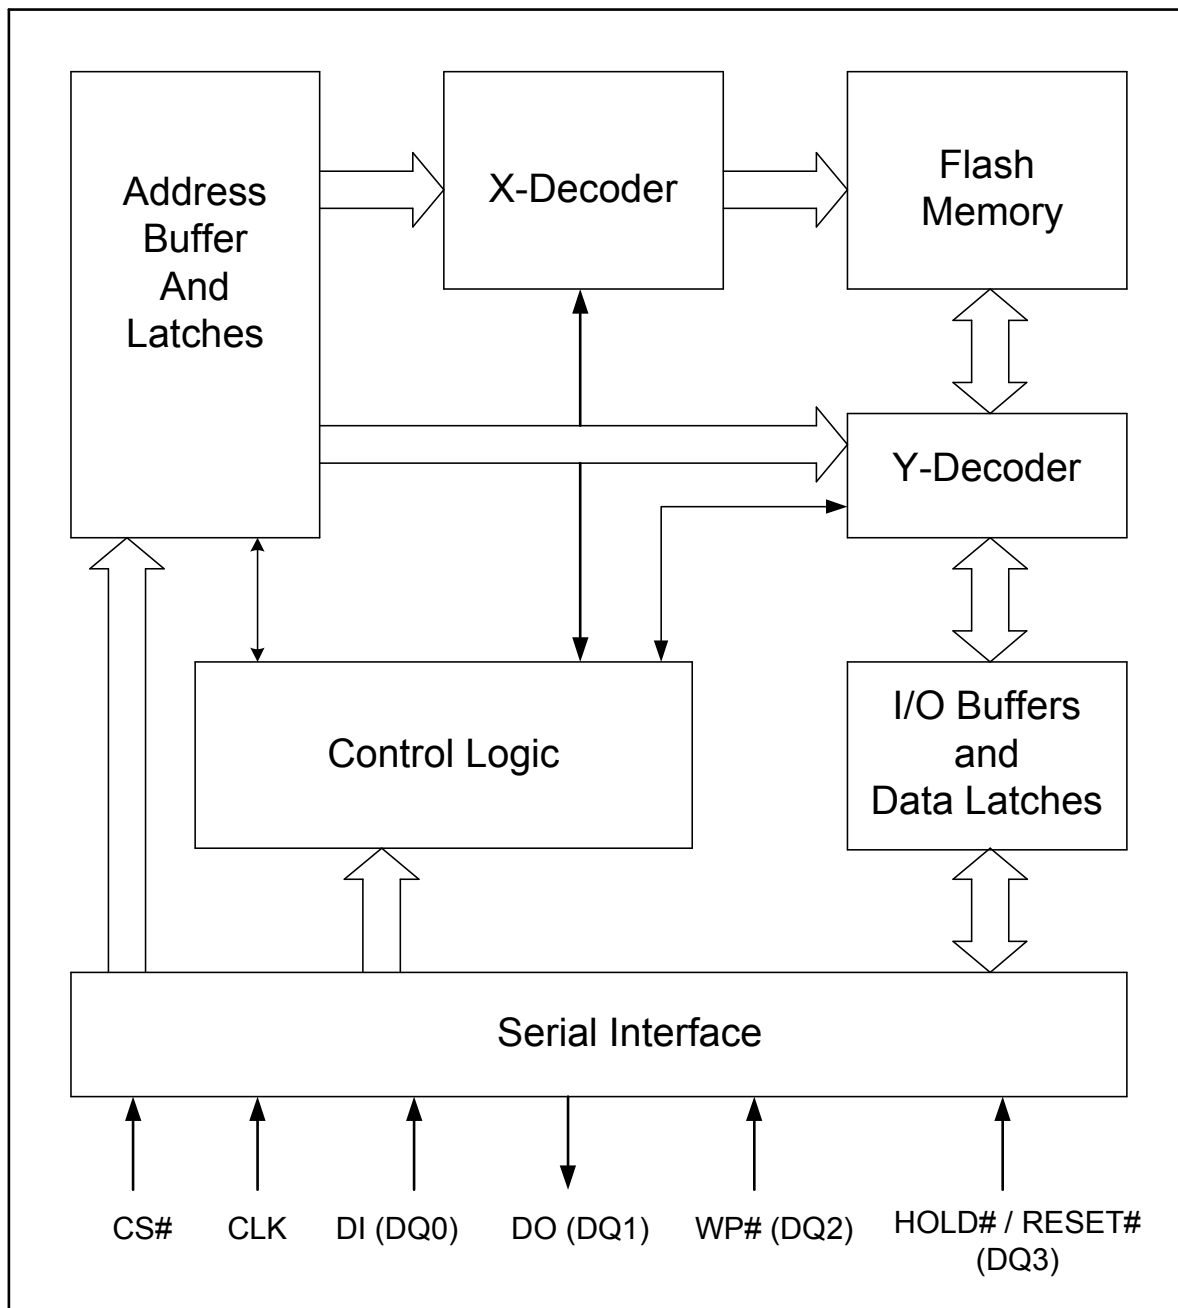 Address
Buffer
And
Latches
X-Decoder
Flash
Memory
Y-Decoder
Control Logic
I/O Buffers
and
Data Latches
Serial Interface
CS#
CLK
DI (DQ0)
DO (DQ1)
WP# (DQ2)
HOLD# / RESET#
(DQ3)